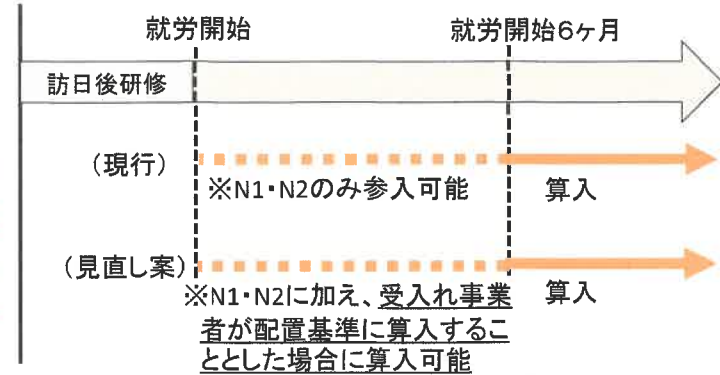 就労開始
就労開始6ヶ月
訪日後研修
（現行）
※N1・N2のみ参入可能
算入
（見直し案）
※N1・N2に加え、受入れ事業
者が配置基準に算入するこ
ととした場合に算入可能
算入